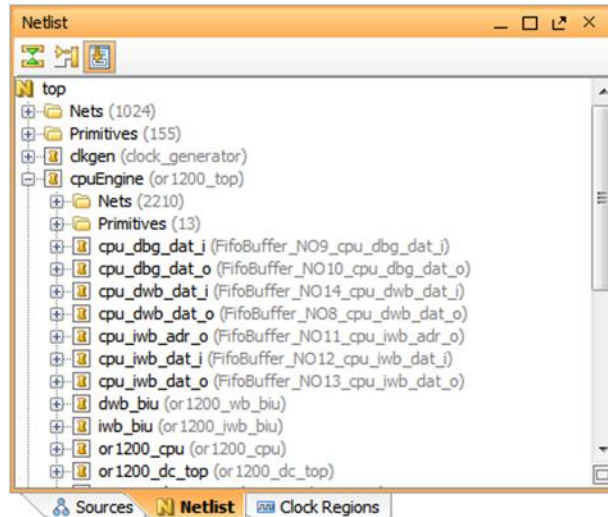 Netlist
top
Nets (1024)
Primitives (155)
clkgen (clock_generator)
cpuEngine (or1200_top)
Nets (2210)
Primitives (13)
cpu_dbg_dat_i (FifoBuffer_NO9_cpu_dbg_dat_i)
cpu_dbg_dat_o (FifoBuffer_NO10_cpu_dbg_dat_o)
cpu_dwb_dat_i (FifoBuffer_NO14_cpu_dwb_dat_i)
cpu_dwb_dat_o (FifoBuffer_NO8_cpu_dwb_dat_o)
cpu_iwb_adr_o (FifoBuffer_NO11_cpu_iwb_adr_o)
cpu_iwb_dat_i (FifoBuffer_NO12_cpu_iwb_dat_i)
cpu_iwb_dat_o (FifoBuffer_NO13_cpu_iwb_dat_o)
dwb_biu (or1200_wb_biu)
iwb_biu (or1200_iwb_biu)
or1200_cpu (or1200_cpu)
or1200_dc_top (or1200_dc_top)
Sources Netlist Clock Regions